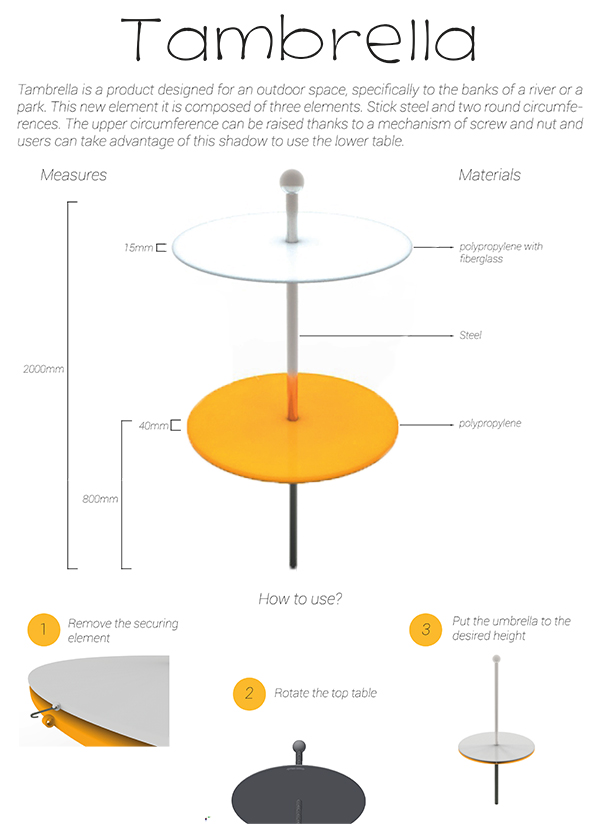 Tambrella
Tambrella is a product designed for an outdoor space, specifically to the banks of a river or a
park. This new element it is composed of three elements. Stick steel and two round circumfe-
rences. The upper circumference can be raised thanks to a mechanism of screw and nut and
users can take advantage of this shadow to use the lower table.
Measures
Materials
15mm
polypropylene with
fiberglass
Steel
2000mm
40mm
polypropylene
800mm
How to use?
1
Remove the securing
element
2
Rotate the top table
3
Put the umbrella to the
desired height